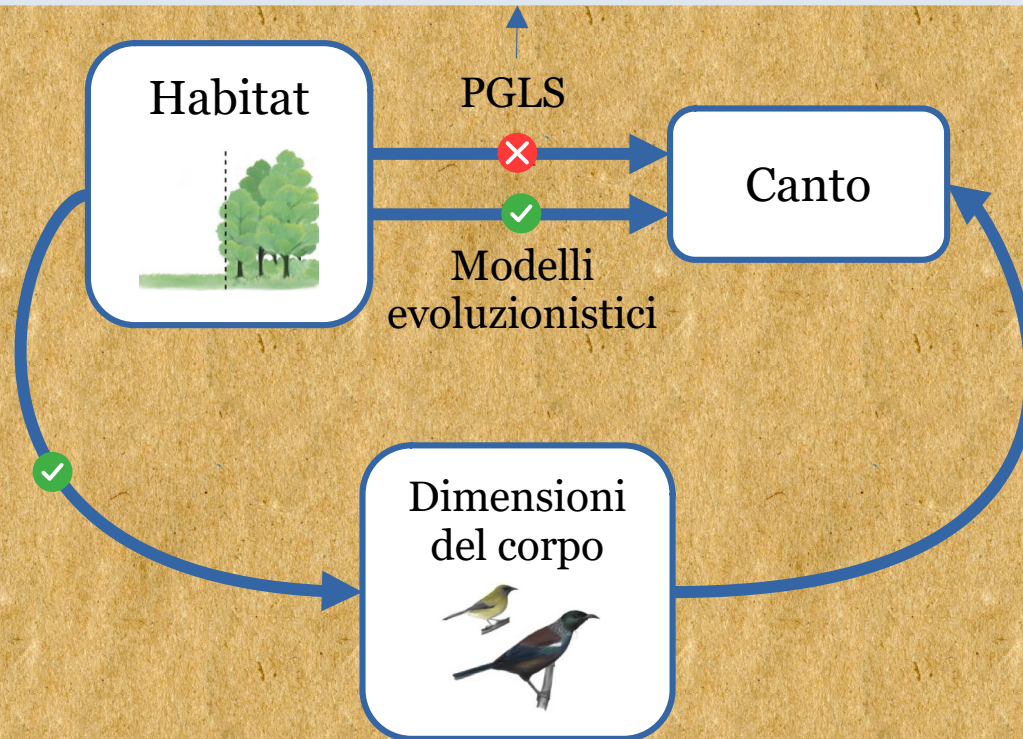 Habitat
PGLS
Canto
Modelli
evoluzionistici
Dimensioni
del corpo